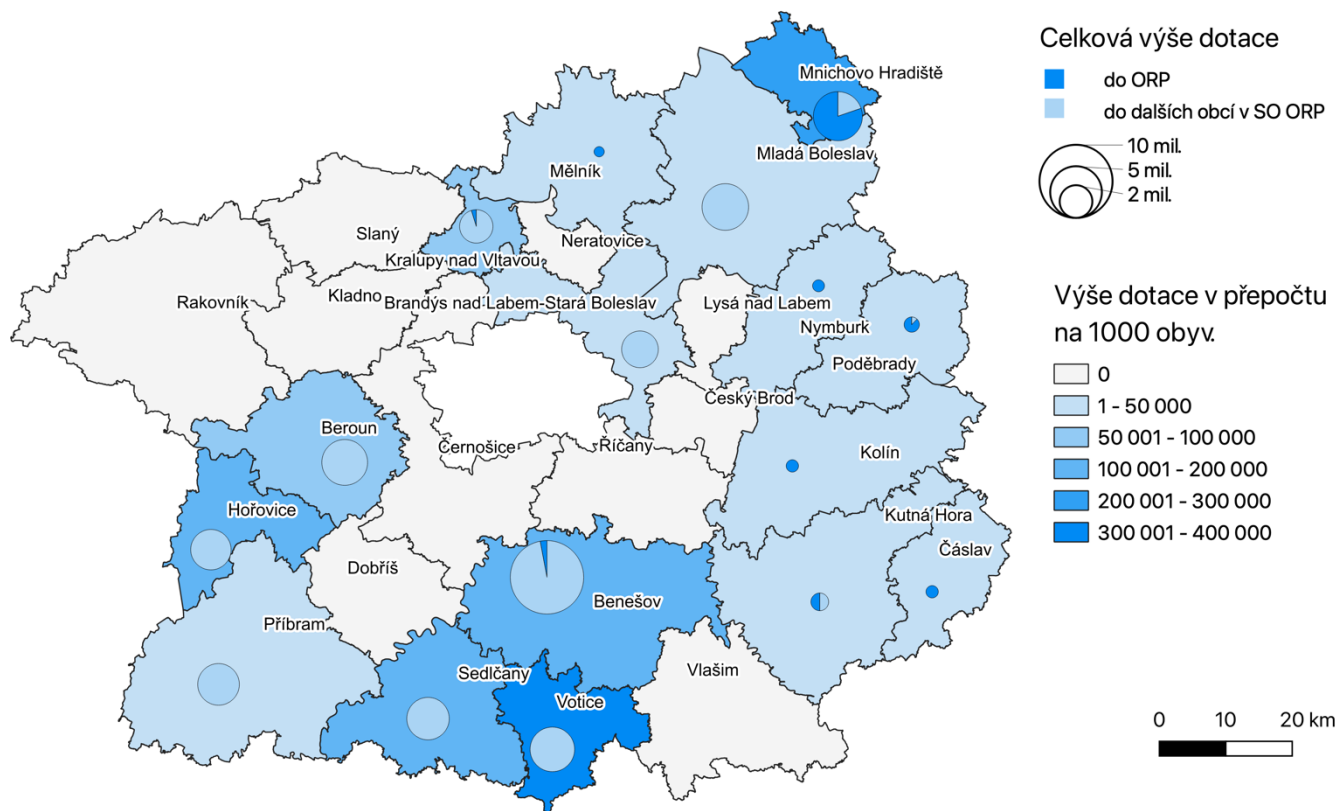 Celková výše dotace
do ORP
do dalších obcí v SO ORP
10 mil.
5 mil.
2 mil.
Výše dotace v přepočtu
na 1000 obyv.
0
1 - 50 000
50 001 - 100 000
100 001 - 200 000
200 001 - 300 000
300 001 - 400 000
0 10 20 km
Mnichovo Hradiště
Mladá Boleslav
Mělník
Slaný
Neratovice
Kralupy nad Vltavou
Rakovník
Kladno
Brandýs nad Labem-Stará Boleslav
Lysá nad Labem
Nymburk
Poděbrady
Český Brod
Beroun
Černošice
Říčany
Kolín
Hořovice
Kutná Hora
Čáslav
Dobříš
Benešov
Příbram
Sedlčany
Vlašim
Votice